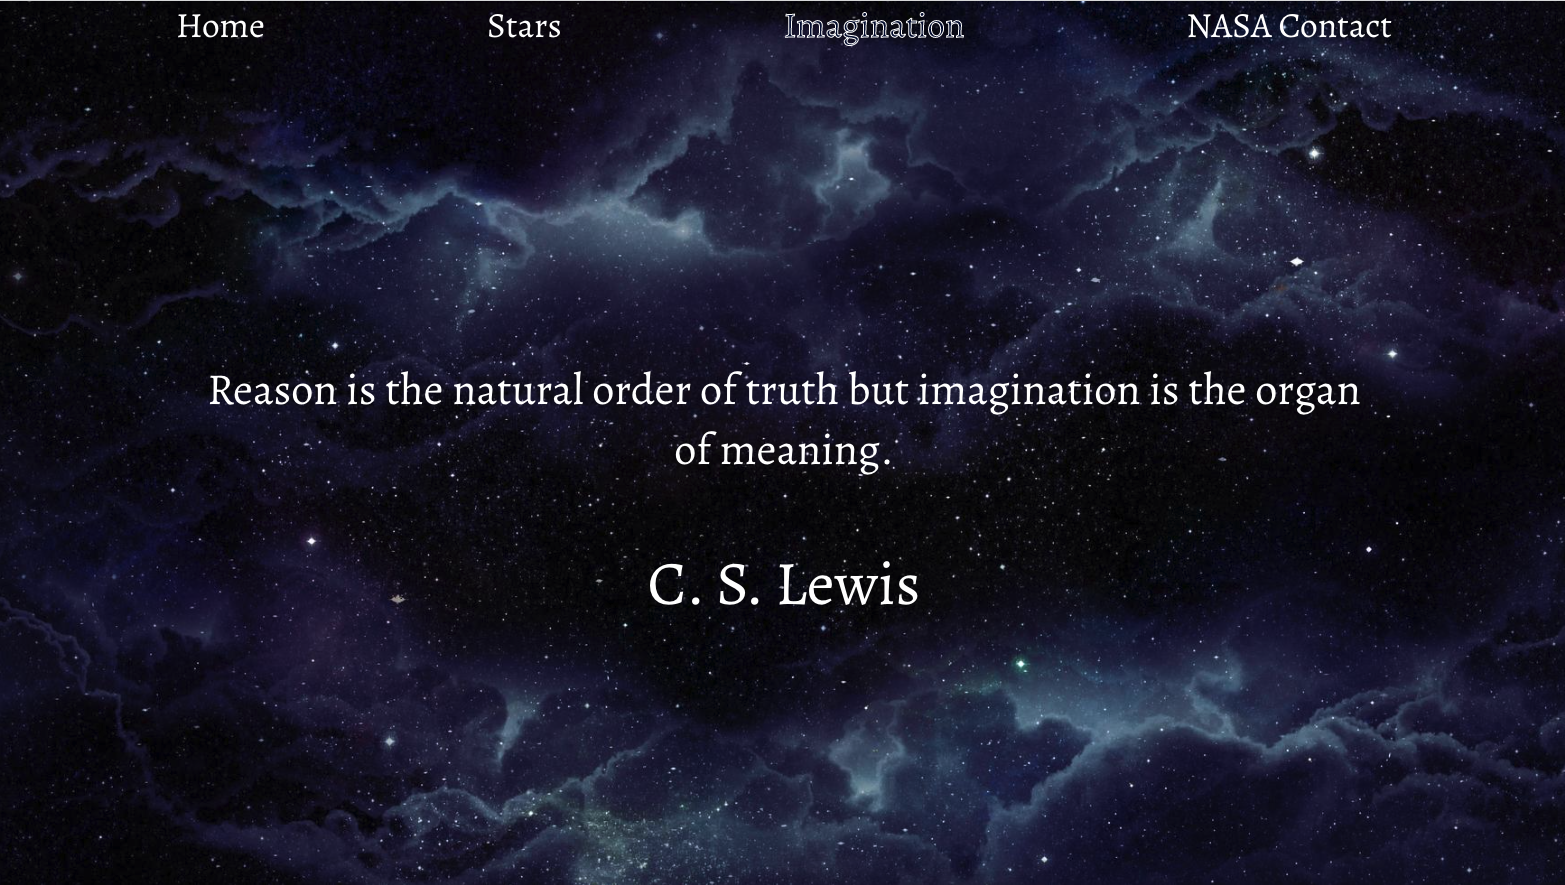 Home Stars Imagination NASA Contact
Reason is the natural order of truth but imagination is the organ
of meaning.
C. S. Lewis